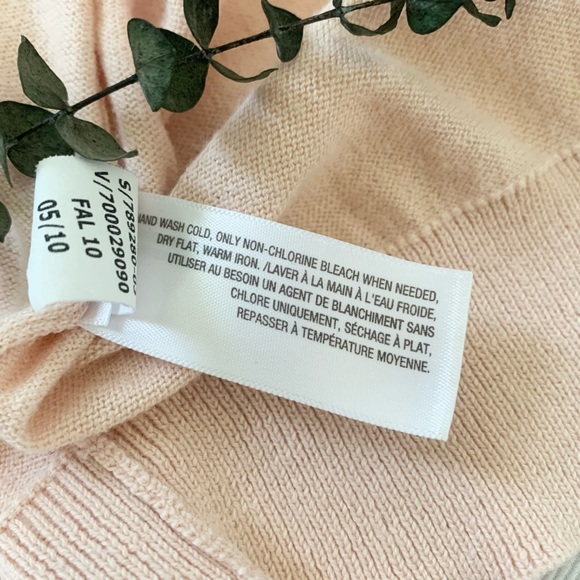 S/789280-03
V/700029090
FAL 10
05/10
HAND WASH COLD, ONLY NON-CHLORINE BLEACH WHEN NEEDED,
DRY FLAT, WARM IRON. /LAVER À LA MAIN À L'EAU FROIDE,
UTILISER AU BESOIN UN AGENT DE BLANCHIMENT SANS
CHLORE UNIQUEMENT, SÉCHAGE À PLAT,
REPASSER À TEMPÉRATURE MOYENNE.